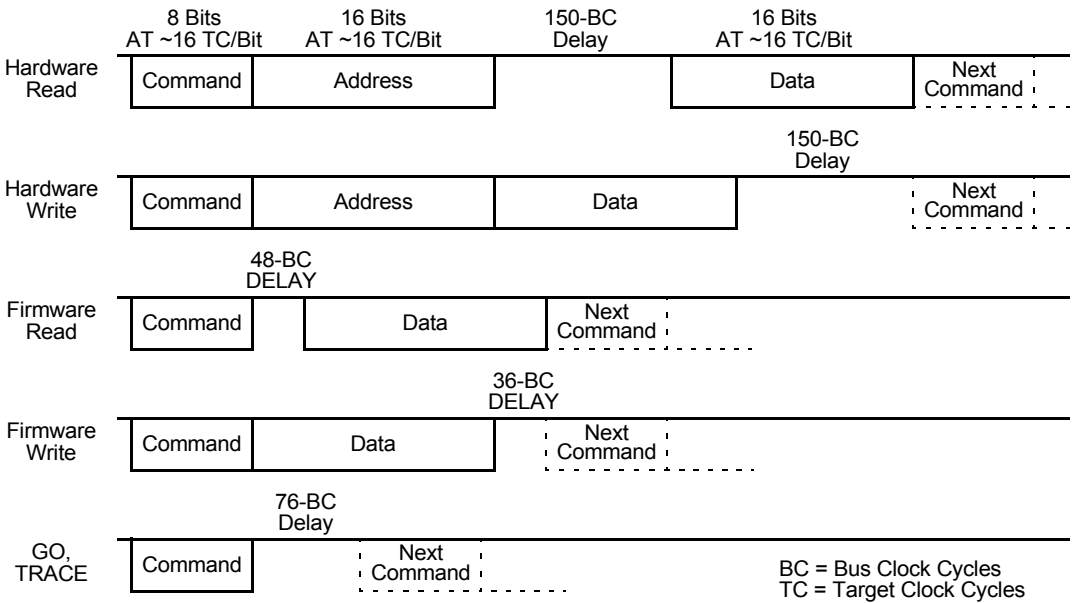 8 Bits
AT ~16 TC/Bit
16 Bits
AT ~16 TC/Bit
150-BC
Delay
16 Bits
AT ~16 TC/Bit
Hardware
Read
Command
Address
Data
Next
Command
150-BC
Delay
Hardware
Write
Command
Address
Data
Next
Command
48-BC
DELAY
Firmware
Read
Command
Data
Next
Command
36-BC
DELAY
Firmware
Write
Command
Data
Next
Command
76-BC
Delay
GO,
TRACE
Command
Next
Command
BC = Bus Clock Cycles
TC = Target Clock Cycles